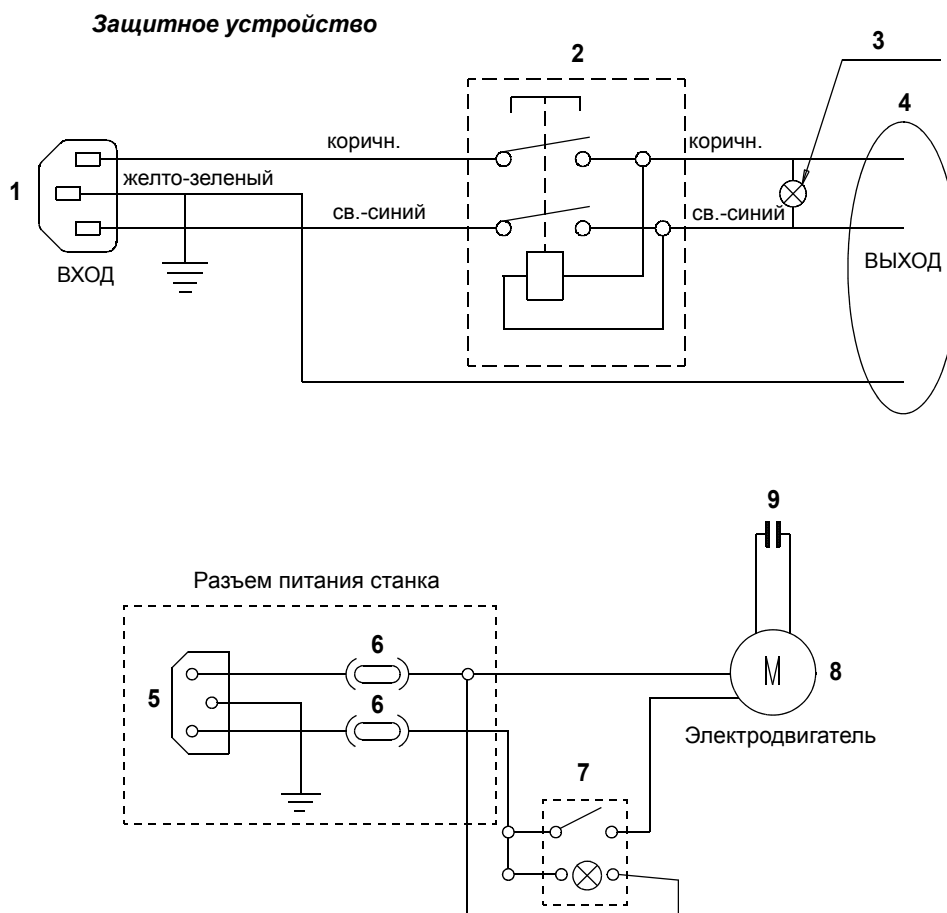 Защитное устройство
3
2
4
коричн.
коричн.
1
желто-зеленый
св.-синий
св.-синий
ВХОД
ВЫХОД
9
Разъем питания станка
6
5
6
M
8
Электродвигатель
7